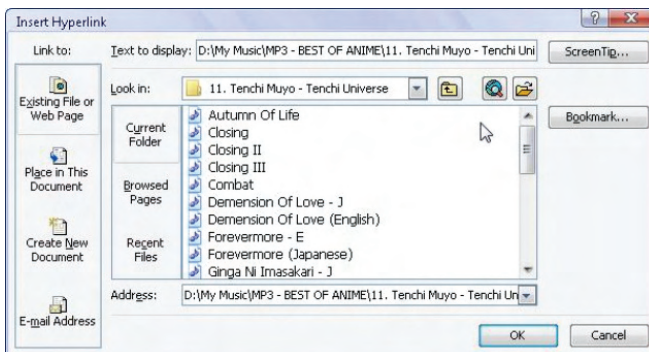 Insert Hyperlink
Link to:
Text to display: D:\My Music\MP3 - BEST OF ANIME\11. Tenchi Muyo - Tenchi Uni
ScreenTip...
Existing File or
Web Page
Look in:
11. Tenchi Muyo - Tenchi Universe
Bookmark...
Place in This
Document
Create New
Document
E-mail Address
Current
Folder
Browsed
Pages
Recent
Files
Autumn Of Life
Closing
Closing II
Closing III
Combat
Demension Of Love - J
Demension Of Love (English)
Forevermore - E
Forevermore (Japanese)
Ginga Ni Imasakari - J
Address: D:\My Music\MP3 - BEST OF ANIME\11. Tenchi Muyo - Tenchi Un
OK
Cancel